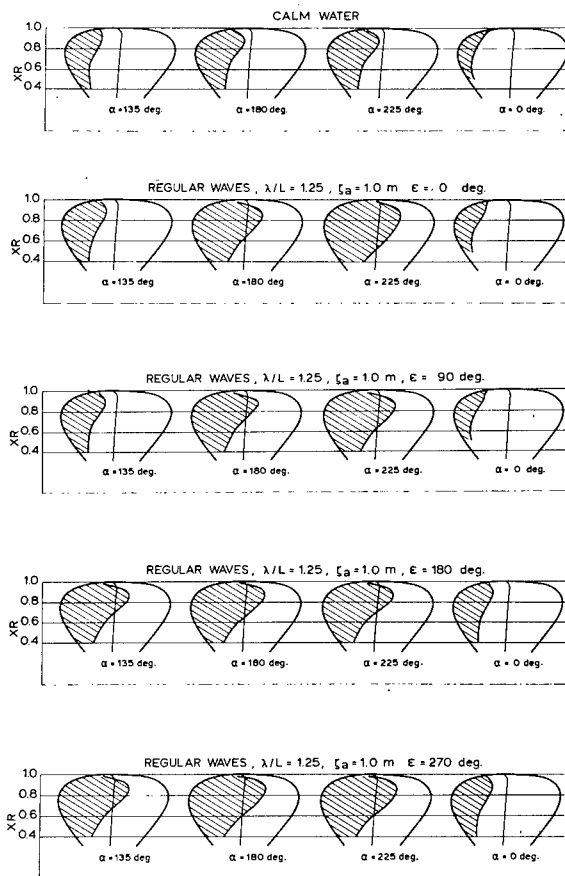 CALM WATER
XR
1.0
0.8
0.6
0.4
α = 135 deg.
α = 180 deg.
α = 225 deg.
α = 0 deg.
REGULAR WAVES, λ/L = 1.25, ζa = 1.0 m ε = 0 deg.
XR
1.0
0.8
0.6
0.4
α = 135 deg
α = 180 deg
α = 225 deg.
α = 0 deg.
REGULAR WAVES, λ/L = 1.25, ζa = 1.0 m, ε = 90 deg.
XR
1.0
0.8
0.6
0.4
α = 135 deg.
α = 180 deg.
α = 225 deg.
α = 0 deg.
REGULAR WAVES, λ/L = 1.25, ζa = 1.0 m, ε = 180 deg.
XR
1.0
0.8
0.6
0.4
α = 135 deg.
α = 180 deg.
α = 225 deg.
α = 0 deg.
REGULAR WAVES, λ/L = 1.25, ζa = 1.0 m ε = 270 deg.
XR
1.0
0.8
0.6
0.4
α = 135 deg
α = 180 deg.
α = 225 deg.
α = 0 deg.